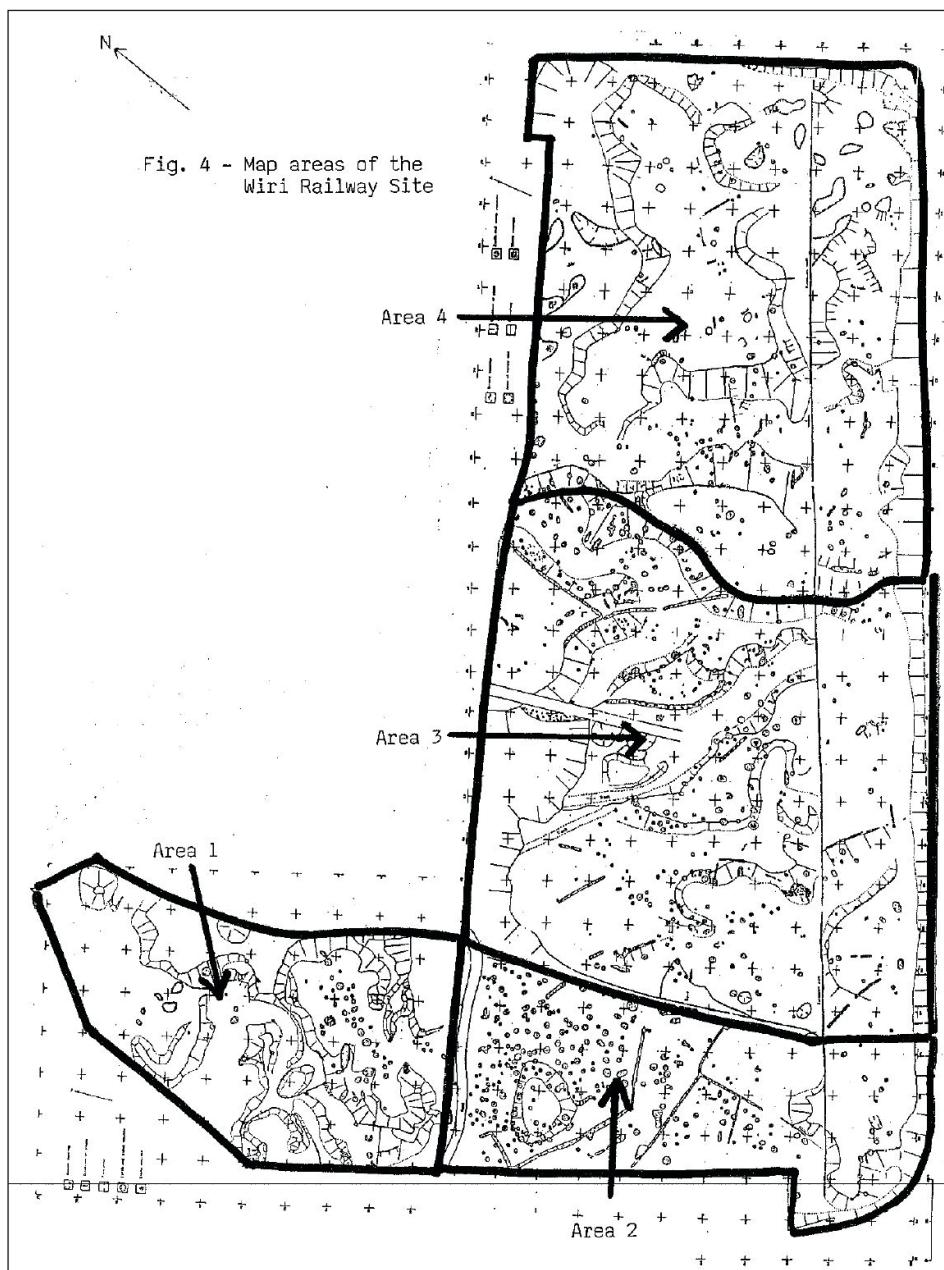 N
Fig. 4 - Map areas of the
Wiri Railway Site
Area 4
Area 3
Area 1
Area 2